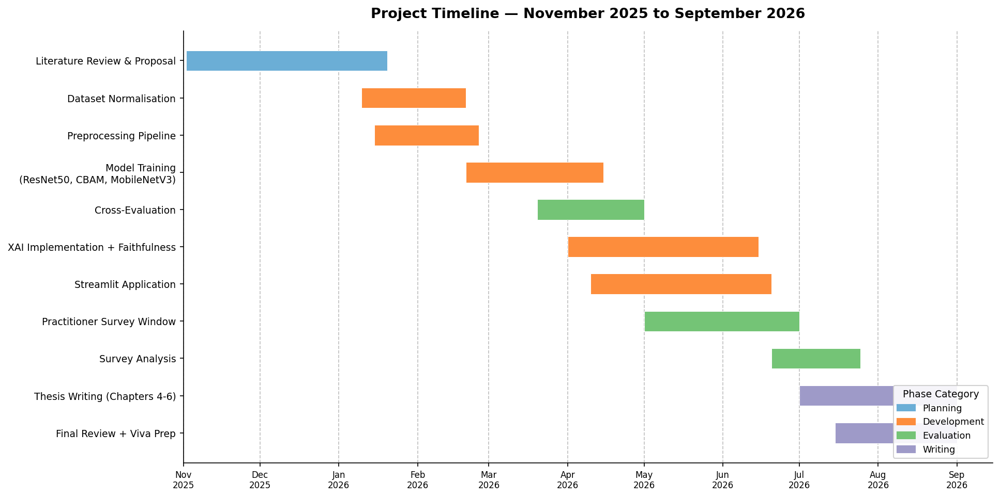 Project Timeline — November 2025 to September 2026
Literature Review & Proposal
Dataset Normalisation
Preprocessing Pipeline
Model Training
(ResNet50, CBAM, MobileNetV3)
Cross-Evaluation
XAI Implementation + Faithfulness
Streamlit Application
Practitioner Survey Window
Survey Analysis
Thesis Writing (Chapters 4-6)
Final Review + Viva Prep
Phase Category
Planning
Development
Evaluation
Writing
Nov
2025
Dec
2025
Jan
2026
Feb
2026
Mar
2026
Apr
2026
May
2026
Jun
2026
Jul
2026
Aug
2026
Sep
2026